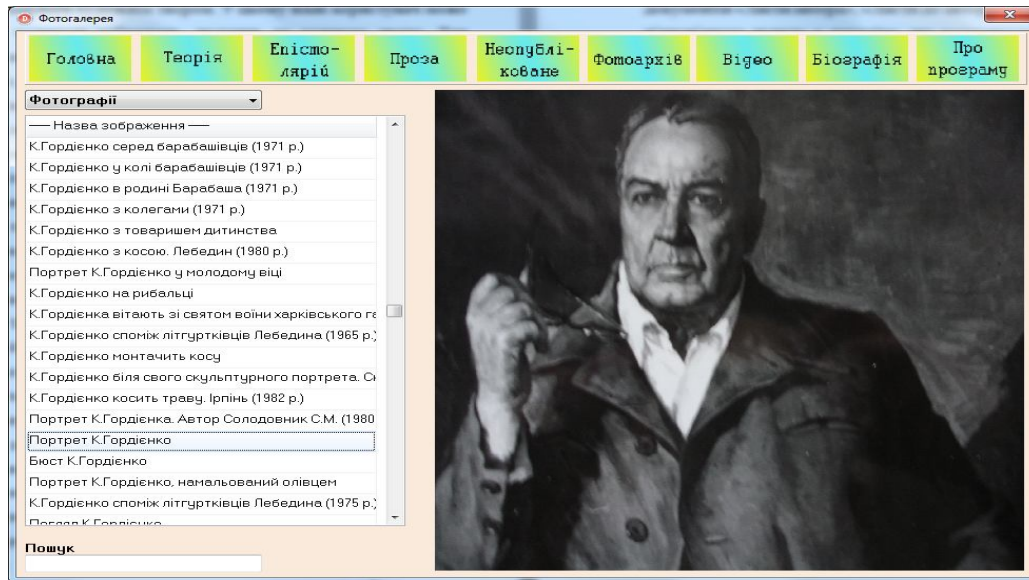 Фотогалерея
Головна
Теорія
Епісто-
лярій
Проза
Неопублі-
коване
Фотоархів
Відео
Біографія
Про
програму
Фотографії
── Назва зображення ──
К.Гордієнко серед барабашівців (1971 р.)
К.Гордієнко у колі барабашівців (1971 р.)
К.Гордієнко в родині Барабаша (1971 р.)
К.Гордієнко з колегами (1971 р.)
К.Гордієнко з товаришем дитинства
К.Гордієнко з косою. Лебедин (1980 р.)
Портрет К.Гордієнко у молодому віці
К.Гордієнко на рибальці
К.Гордієнка вітають зі святом воїни харківського га
К.Гордієнко споміж літгуртківців Лебедина (1965 р.)
К.Гордієнко монтачить косу
К.Гордієнко біля свого скульптурного портрета.
К.Гордієнко косить траву. Ірпінь (1982 р.)
Портрет К.Гордієнка. Автор Солодовник С.М. (1980
Портрет К.Гордієнко
Бюст К.Гордієнко
Портрет К.Гордієнко, намальований олівцем
К.Гордієнко споміж літгуртківців Лебедина (1975 р.)
Пошук